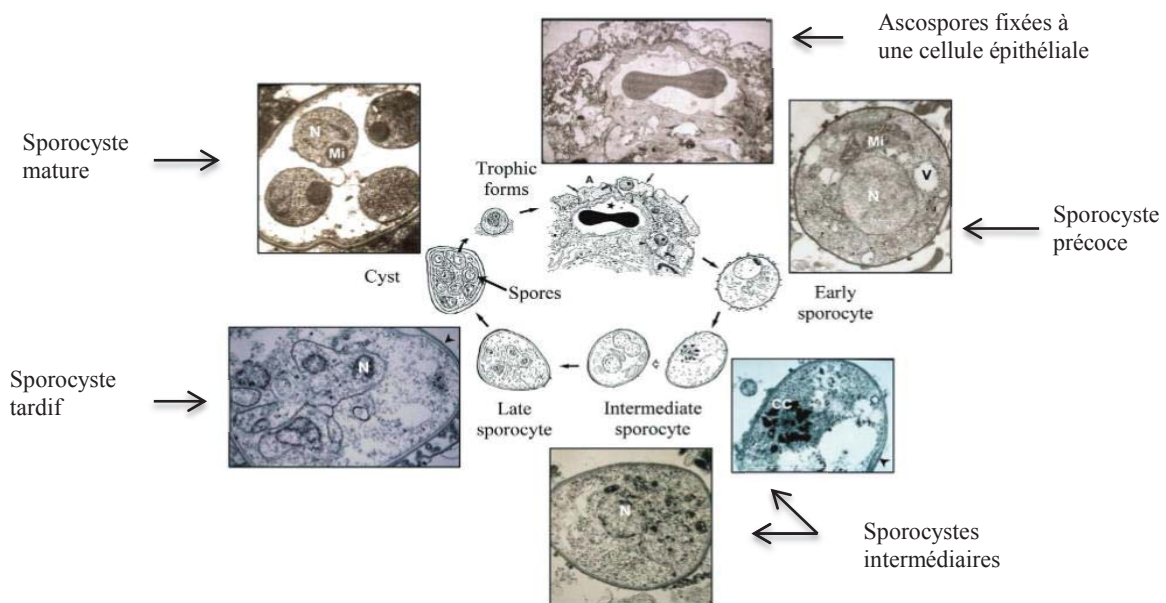 Ascospores fixées à
une cellule épithéliale
Sporocyste
mature
N
Mi
Mi
V
N
Trophic
forms
A
Sporocyste
précoce
Cyst
Spores
Early
sporocyte
Sporocyste
tardif
N
CC
Late
sporocyte
Intermediate
sporocyte
N
Sporocystes
intermédiaires